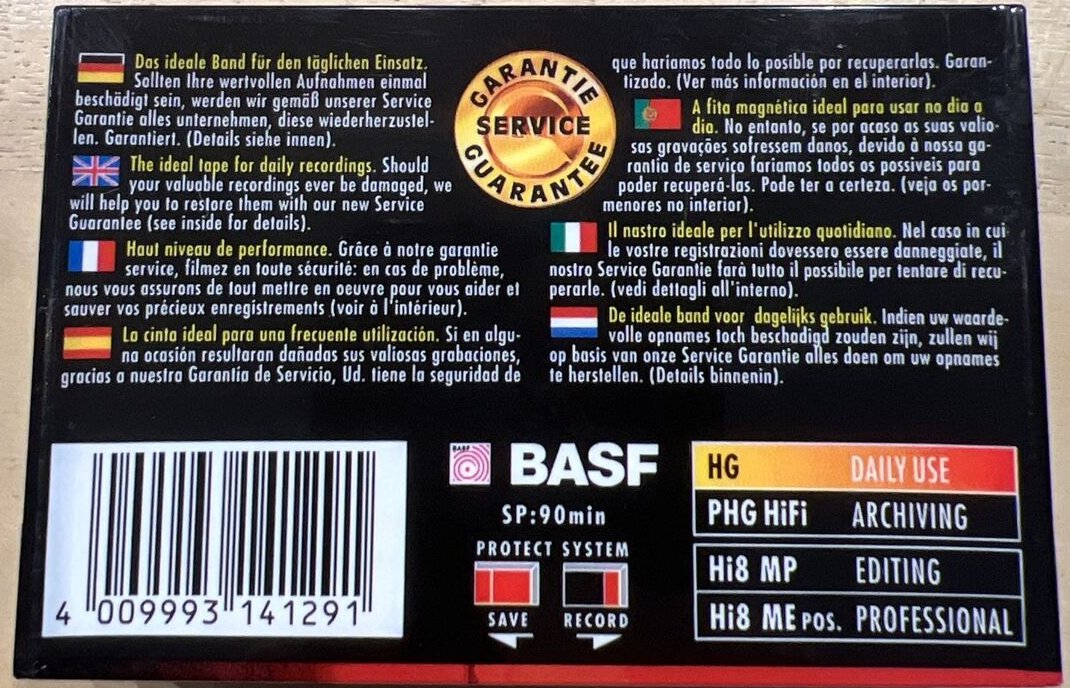 Das ideale Band für den täglichen Einsatz.
Sollten Ihre wertvollen Aufnahmen einmal
beschädigt sein, werden wir gemäß unserer Service
Garantie alles unternehmen, diese wiederherzustel-
len. Garantiert. (Details siehe innen).
The ideal tape for daily recordings. Should
your valuable recordings ever be damaged, we
will help you to restore them with our new Service
Guarantee (see inside for details).
Haut niveau de performance. Grâce à notre garantie
service, filmez en toute sécurité: en cas de problème,
nous vous assurons de tout mettre en oeuvre pour vous aider et
sauver vos précieux enregistrements (voir à l'intérieur).
La cinta ideal para una frecuente utilización. Si en algu-
na ocasión resultaran dañadas sus valiosas grabaciones,
gracias a nuestra Garantía de Servicio, Ud. tiene la seguridad de
GARANTIE
SERVICE
GUARANTEE
que haríamos todo lo posible por recuperarlas. Garan-
tizado. (Ver más información en el interior).
A fita magnética ideal para usar no dia a
dia. No entanto, se por acaso as suas valio-
sas gravações sofressem danos, devido à nossa ga-
rantia de serviço fariamos todos os possiveis para
poder recuperá-las. Pode ter a certeza. (veja os por-
menores no interior).
Il nastro ideale per l'utilizzo quotidiano. Nel caso in cui
le vostre registrazioni dovessero essere danneggiate, il
nostro Service Garantie farà tutto il possibile per tentare di recu-
perarle. (vedi dettagli all'interno).
De ideale band voor dagelijks gebruik. Indien uw waarde-
volle opnames toch beschadigd zouden zijn, zullen wij
op basis van onze Service Garantie alles doen om uw opnames
te herstellen. (Details binnenin).
4 009993 141291
BASF BASF
SP:90min
PROTECT SYSTEM
SAVE RECORD
HG DAILY USE
PHG HiFi ARCHIVING
Hi8 MP EDITING
Hi8 ME POS. PROFESSIONAL